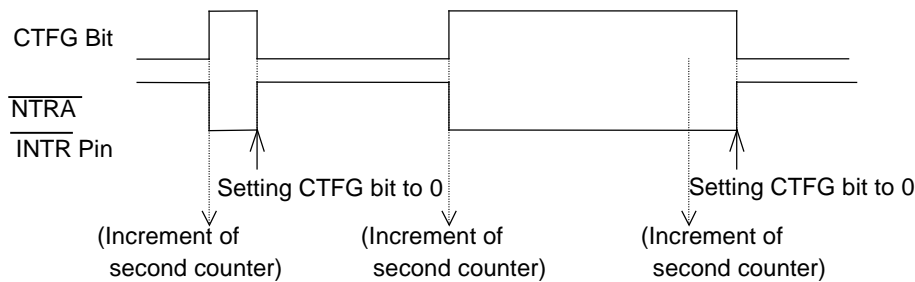 CTFG Bit
NTRA
INTR Pin
Setting CTFG bit to 0
Setting CTFG bit to 0
(Increment of
second counter)
(Increment of
second counter)
(Increment of
second counter)